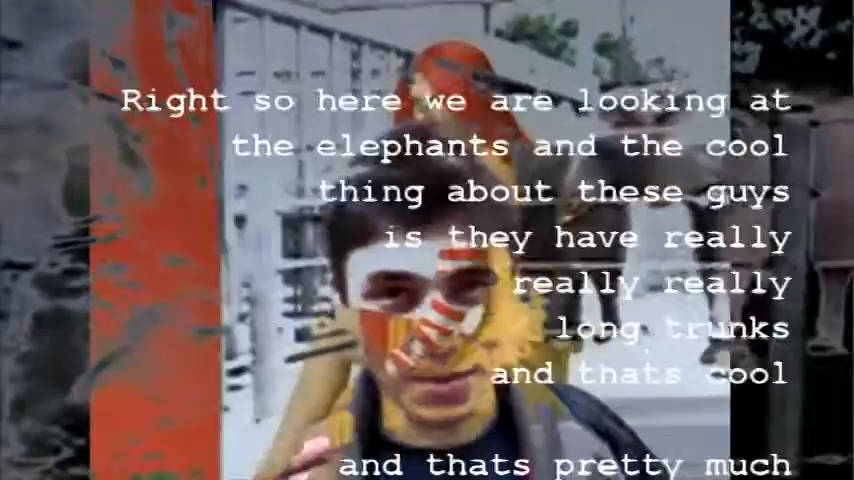 Right so here we are looking at
the elephants and the cool
thing about these guys
is they have really
really really
long trunks
and thats cool
and thats pretty much